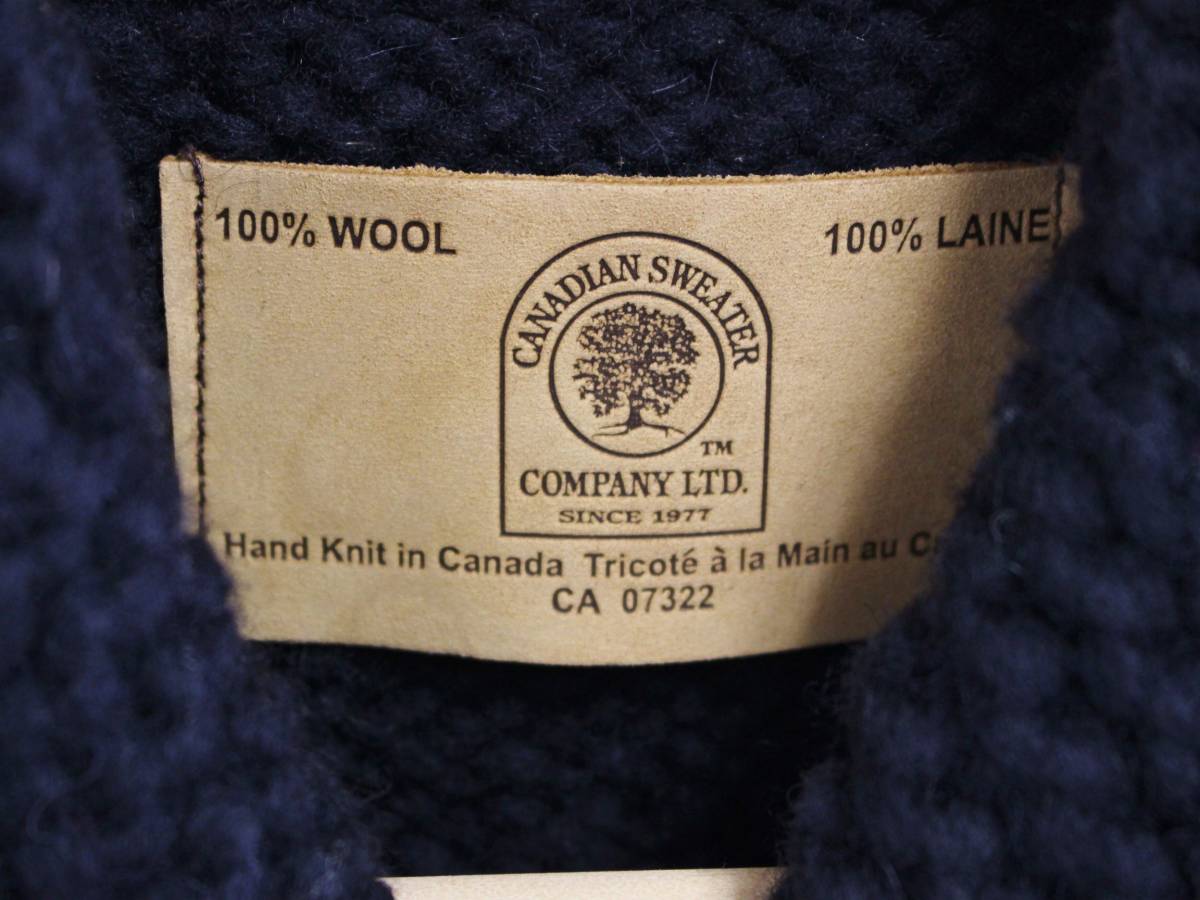 100% WOOL
100% LAINE
CANADIAN SWEATER
TM
COMPANY LTD.
SINCE 1977
Hand Knit in Canada Tricoté à la Main au
CA 07322